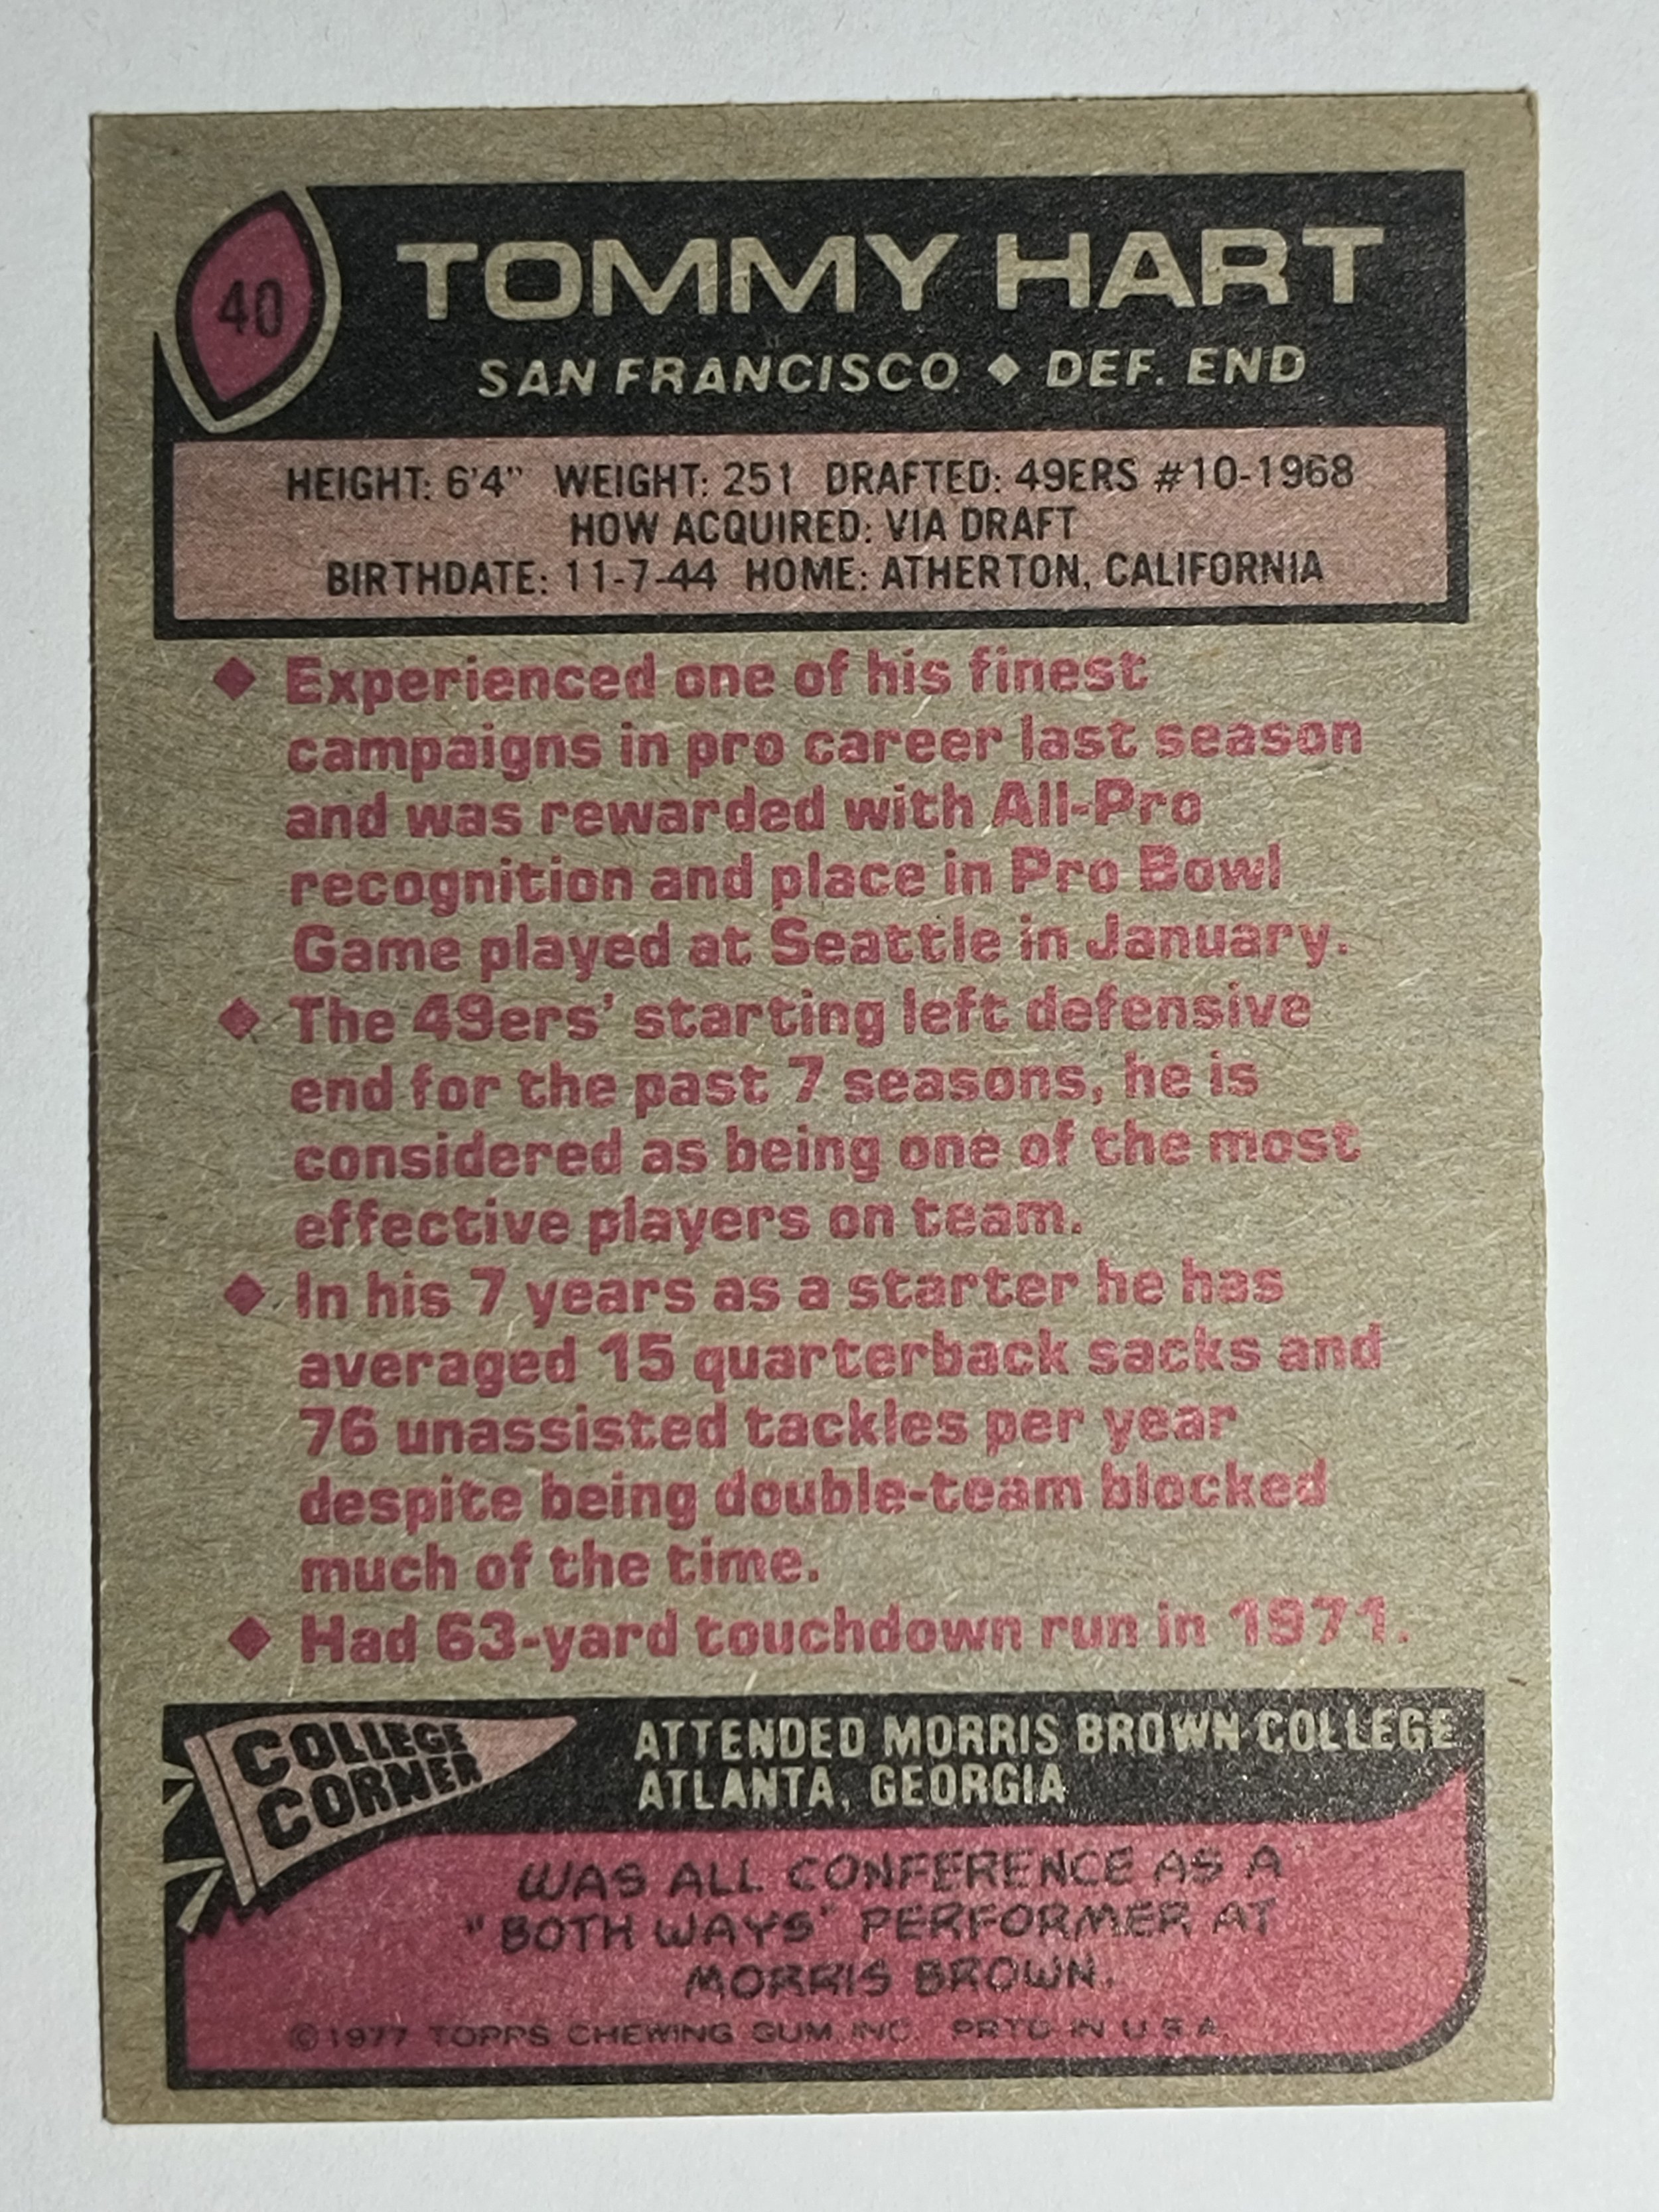 40
TOMMY HART
SAN FRANCISCO ◆ DEF. END
HEIGHT: 6'4" WEIGHT: 251 DRAFTED: 49ERS #10-1968
HOW ACQUIRED: VIA DRAFT
BIRTHDATE: 11-7-44 HOME: ATHERTON, CALIFORNIA
◆ Experienced one of his finest
campaigns in pro career last season
and was rewarded with All-Pro
recognition and place in Pro Bowl
Game played at Seattle in January.
◆ The 49ers' starting left defensive
end for the past 7 seasons, he is
considered as being one of the most
effective players on team.
◆ In his 7 years as a starter he has
averaged 15 quarterback sacks and
76 unassisted tackles per year
despite being double-team blocked
much of the time.
◆ Had 63-yard touchdown run in 1971.
COLLEGE
CORNER
ATTENDED MORRIS BROWN COLLEGE
ATLANTA, GEORGIA
WAS ALL CONFERENCE AS A
"BOTH WAYS" PERFORMER AT
MORRIS BROWN.
©1977 TOPPS CHEWING GUM, INC. PRTD IN U.S.A.